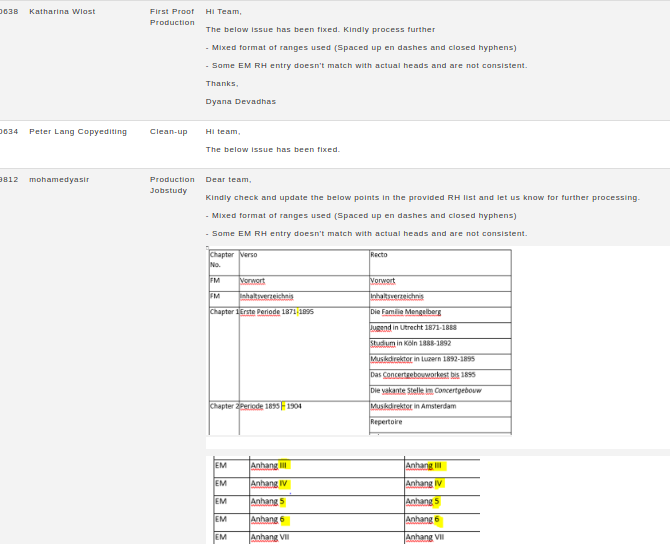 0638 Katharina Wlost First Proof Production Hi Team,
The below issue has been fixed. Kindly process further
- Mixed format of ranges used (Spaced up en dashes and closed hyphens)
- Some EM RH entry doesn't match with actual heads and are not consistent.
Thanks,
Dyana Devadhas
0634 Peter Lang Copyediting Clean-up Hi team,
The below issue has been fixed.
9812 mohamedyasir Production Jobstudy Dear team,
Kindly check and update the below points in the provided RH list and let us know for further processing.
- Mixed format of ranges used (Spaced up en dashes and closed hyphens)
- Some EM RH entry doesn't match with actual heads and are not consistent.
-
Chapter No. Verso Recto
FM Vorwort Vorwort
FM Inhaltsverzeichnis Inhaltsverzeichnis
Chapter 1 Erste Periode 1871-1895 Die Familie Mengelberg
Jugend in Utrecht 1871-1888
Studium in Köln 1888-1892
Musikdirektor in Luzern 1892-1895
Das Concertgebouworkest bis 1895
Die vakante Stelle im Concertgebouw
Chapter 2 Periode 1895 – 1904 Musikdirektor in Amsterdam
Repertoire
EM Anhang III Anhang III
EM Anhang IV Anhang IV
EM Anhang 5 Anhang 5
EM Anhang 6 Anhang 6
EM Anhang VII Anhang VII